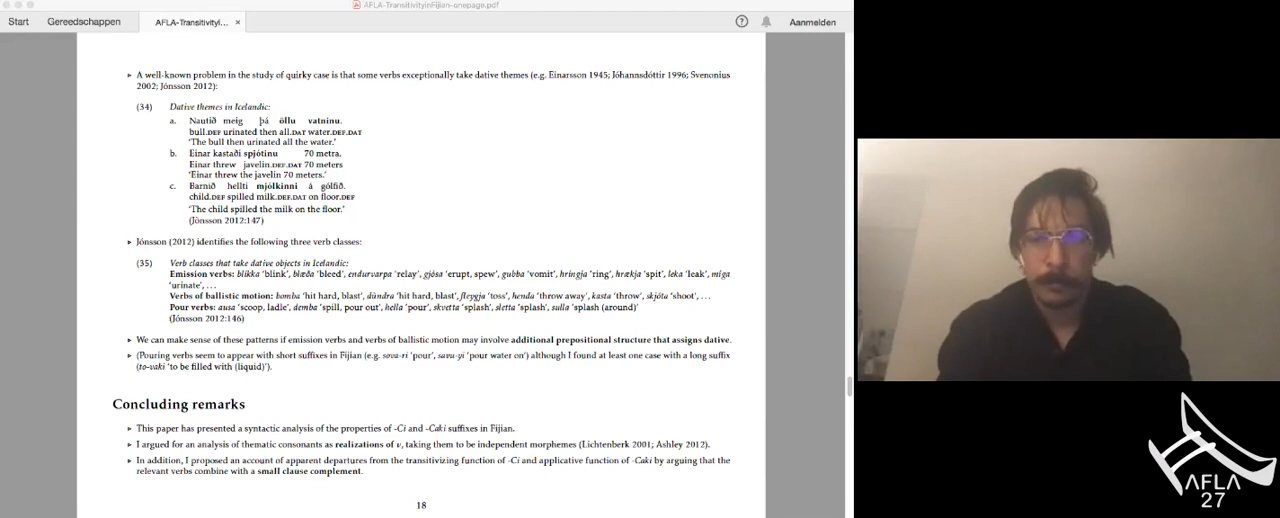 AFLA-TransitivityinFijian-onepage.pdf
Start Gereedschappen AFLA-Transitivityi... × Aanmelden
▸ A well-known problem in the study of quirky case is that some verbs exceptionally take dative themes (e.g. Einarsson 1945; Jóhannsdóttir 1996; Svenonius
2002; Jónsson 2012):
(34) Dative themes in Icelandic:
a. Nautið meig þá öllu vatninu.
bull.DEF urinated then all.DAT water.DEF.DAT
'The bull then urinated all the water.'
b. Einar kastaði spjótinu 70 metra.
Einar threw javelin.DEF.DAT 70 meters
'Einar threw the javelin 70 meters.'
c. Barnið hellti mjólkinni á gólfið.
child.DEF spilled milk.DEF.DAT on floor.DEF
'The child spilled the milk on the floor.'
(Jónsson 2012:147)
▸ Jónsson (2012) identifies the following three verb classes:
(35) Verb classes that take dative objects in Icelandic:
Emission verbs: blikka 'blink', blæða 'bleed', endurvarpa 'relay', gjósa 'erupt, spew', gubba 'vomit', hringja 'ring', hrækja 'spit', leka 'leak', míga
'urinate', ...
Verbs of ballistic motion: bomba 'hit hard, blast', dúndra 'hit hard, blast', fleygja 'toss', henda 'throw away', kasta 'throw', skjóta 'shoot', ...
Pour verbs: ausa 'scoop, ladle', demba 'spill, pour out', hella 'pour', skvetta 'splash', sletta 'splash', sulla 'splash (around)'
(Jónsson 2012:146)
▸ We can make sense of these patterns if emission verbs and verbs of ballistic motion may involve additional prepositional structure that assigns dative.
▸ (Pouring verbs seem to appear with short suffixes in Fijian (e.g. sova-ri 'pour', savu-yi 'pour water on') although I found at least one case with a long suffix
(to-vaki 'to be filled with (liquid)').
Concluding remarks
▸ This paper has presented a syntactic analysis of the properties of -Ci and -Caki suffixes in Fijian.
▸ I argued for an analysis of thematic consonants as realizations of v, taking them to be independent morphemes (Lichtenberk 2001; Ashley 2012).
▸ In addition, I proposed an account of apparent departures from the transitivizing function of -Ci and applicative function of -Caki by arguing that the
relevant verbs combine with a small clause complement.
18
AFLA
27